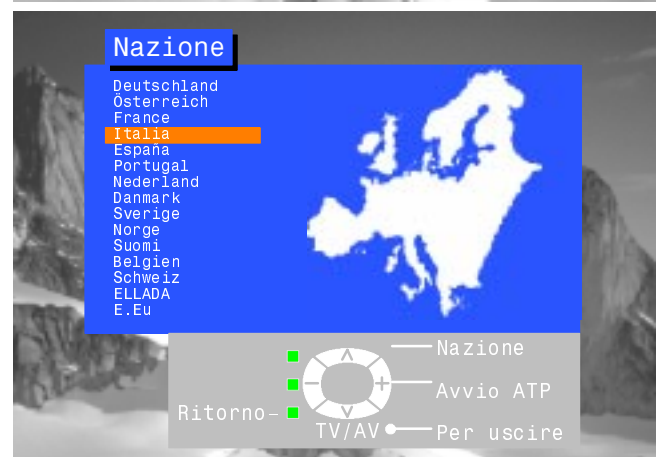 Nazione
Deutschland
Österreich
France
Italia
España
Portugal
Nederland
Danmark
Sverige
Norge
Suomi
Belgien
Schweiz
ELLADA
E.Eu
Nazione
Avvio ATP
Ritorno
TV/AV
Per uscire